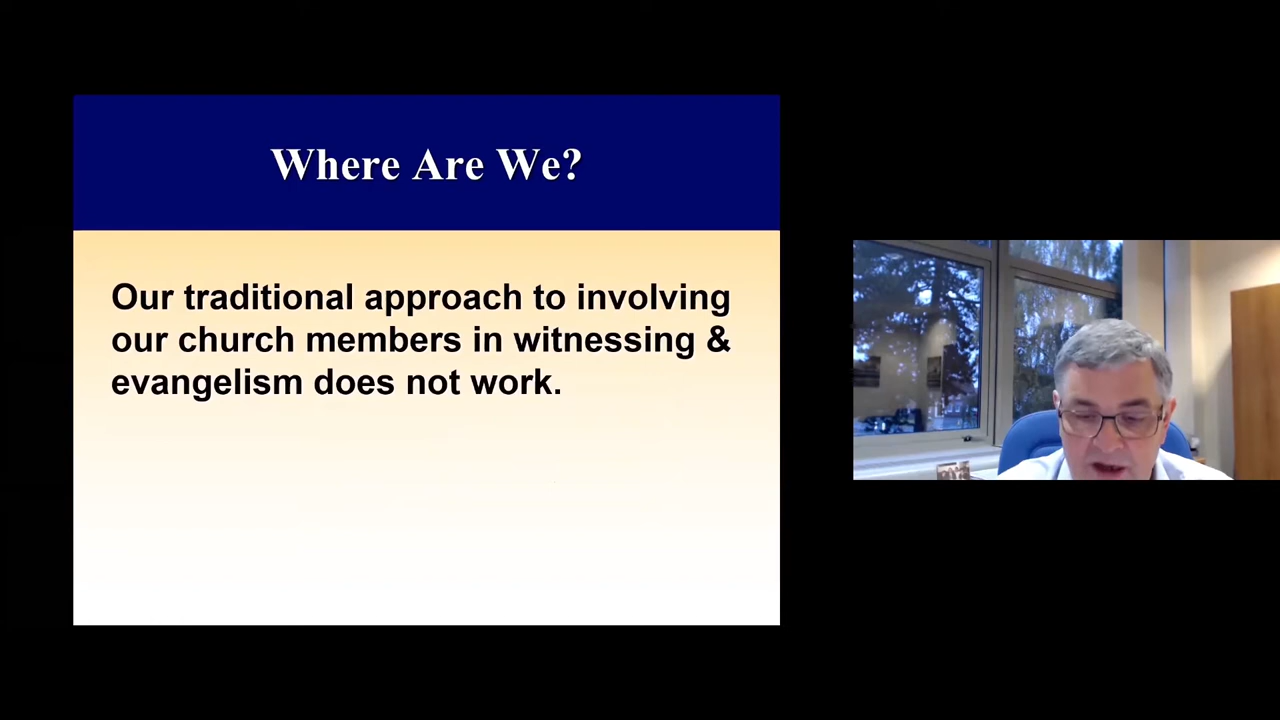 Where Are We?
Our traditional approach to involving
our church members in witnessing &
evangelism does not work.